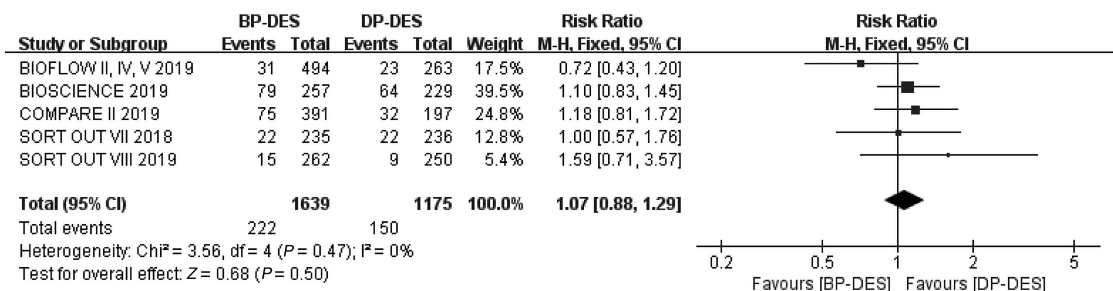 BP-DES DP-DES Risk Ratio Risk Ratio
Study or Subgroup Events Total Events Total Weight M-H, Fixed, 95% CI M-H, Fixed, 95% CI
BIOFLOW II, IV, V 2019 31 494 23 263 17.5% 0.72 [0.43, 1.20]
BIOSCIENCE 2019 79 257 64 229 39.5% 1.10 [0.83, 1.45]
COMPARE II 2019 75 391 32 197 24.8% 1.18 [0.81, 1.72]
SORT OUT VII 2018 22 235 22 236 12.8% 1.00 [0.57, 1.76]
SORT OUT VIII 2019 15 262 9 250 5.4% 1.59 [0.71, 3.57]
Total (95% CI) 1639 1175 100.0% 1.07 [0.88, 1.29]
Total events 222 150
Heterogeneity: Chi² = 3.56, df = 4 (P = 0.47); I² = 0%
Test for overall effect: Z = 0.68 (P = 0.50)
0.2 0.5 1 2 5
Favours [BP-DES] Favours [DP-DES]